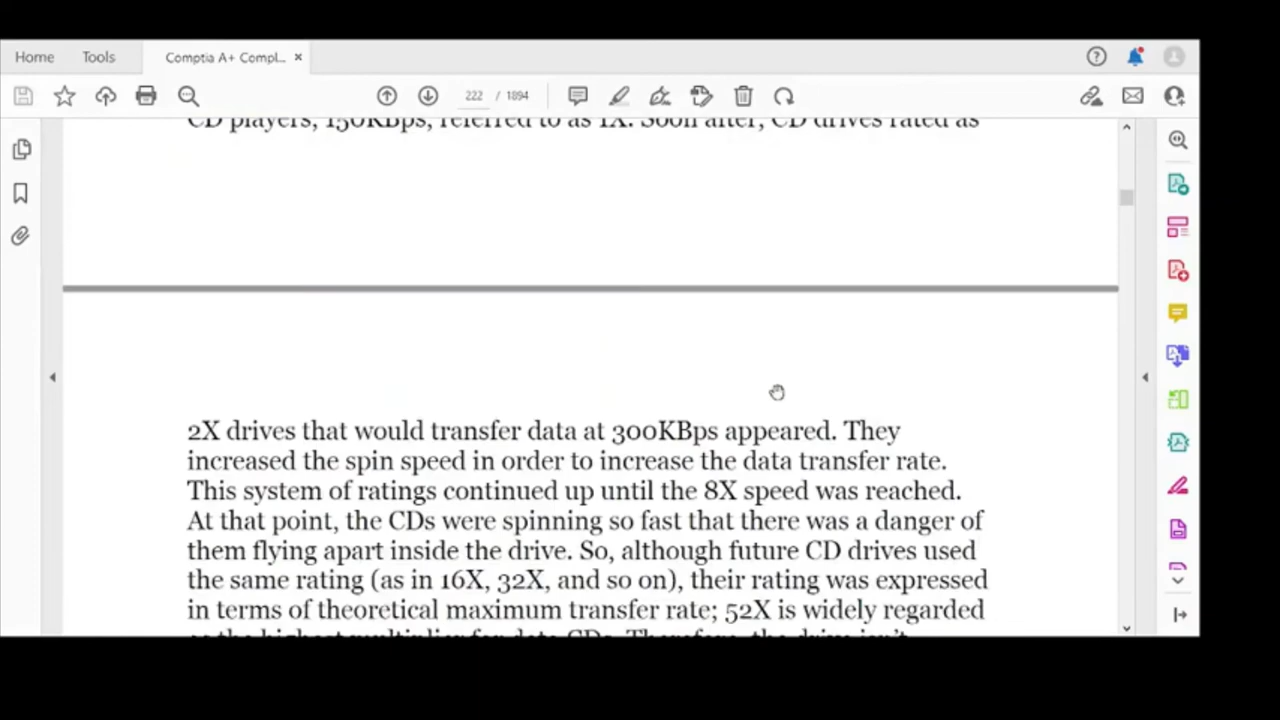 Home Tools Comptia A+ Compl... ×
222 / 1894
CD players, 150KBps, referred to as 1X. Soon after, CD drives rated as
2X drives that would transfer data at 300KBps appeared. They
increased the spin speed in order to increase the data transfer rate.
This system of ratings continued up until the 8X speed was reached.
At that point, the CDs were spinning so fast that there was a danger of
them flying apart inside the drive. So, although future CD drives used
the same rating (as in 16X, 32X, and so on), their rating was expressed
in terms of theoretical maximum transfer rate; 52X is widely regarded
as the highest multiplier for data CDs. Therefore, the drive isn't